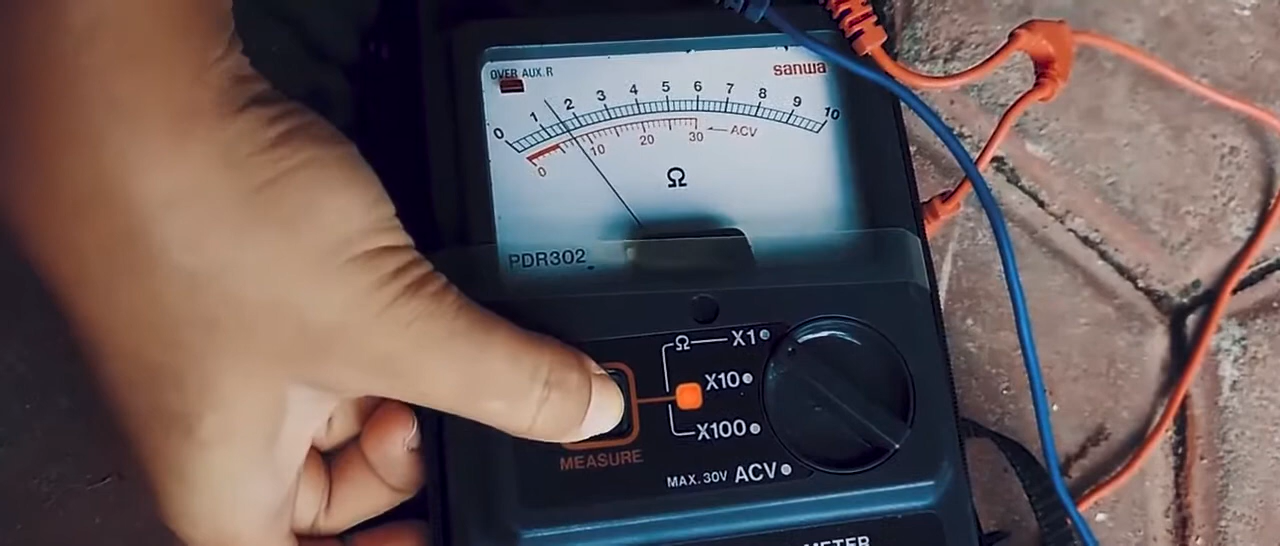 OVER AUX.R
sanwa
0 1 2 3 4 5 6 7 8 9 10
0 10 20 30 ACV
Ω
PDR302
Ω X1
X10
X100
MEASURE
MAX.30V ACV
METER